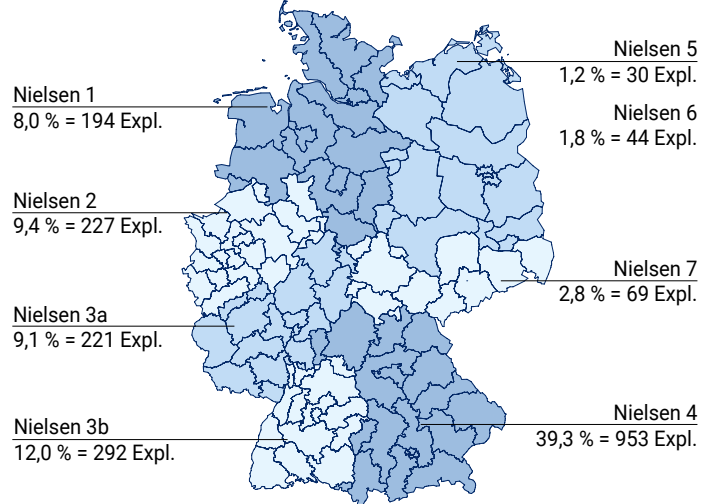 Nielsen 1
8,0 % = 194 Expl.
Nielsen 2
9,4 % = 227 Expl.
Nielsen 3a
9,1 % = 221 Expl.
Nielsen 3b
12,0 % = 292 Expl.
Nielsen 5
1,2 % = 30 Expl.
Nielsen 6
1,8 % = 44 Expl.
Nielsen 7
2,8 % = 69 Expl.
Nielsen 4
39,3 % = 953 Expl.